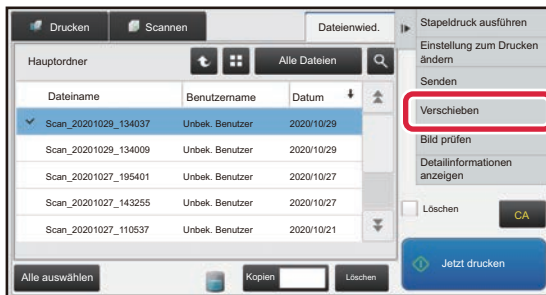 Drucken
Scannen
Dateienwied.
Hauptordner
Alle Dateien
Dateiname Benutzername Datum
Scan_20201029_134037 Unbek. Benutzer 2020/10/29
Scan_20201029_134009 Unbek. Benutzer 2020/10/29
Scan_20201027_195401 Unbek. Benutzer 2020/10/27
Scan_20201027_143255 Unbek. Benutzer 2020/10/27
Scan_20201027_110537 Unbek. Benutzer 2020/10/21
Alle auswählen
Kopien
Löschen
Stapeldruck ausführen
Einstellung zum Drucken
ändern
Senden
Verschieben
Bild prüfen
Detailinformationen
anzeigen
Löschen
CA
Jetzt drucken